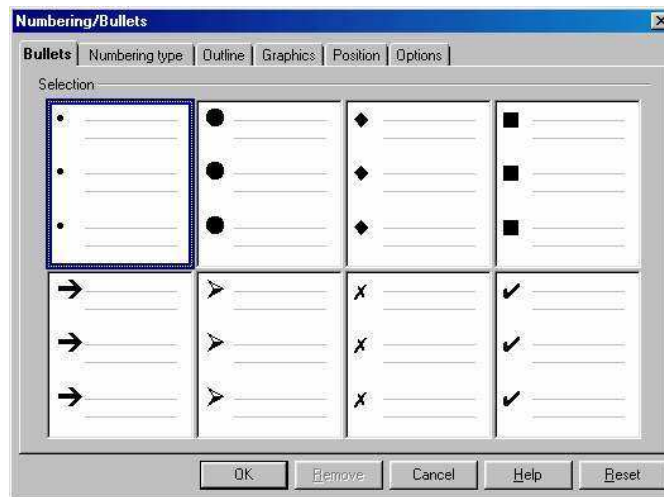 Numbering/Bullets
Bullets Numbering type Outline Graphics Position Options
Selection
OK Remove Cancel Help Reset